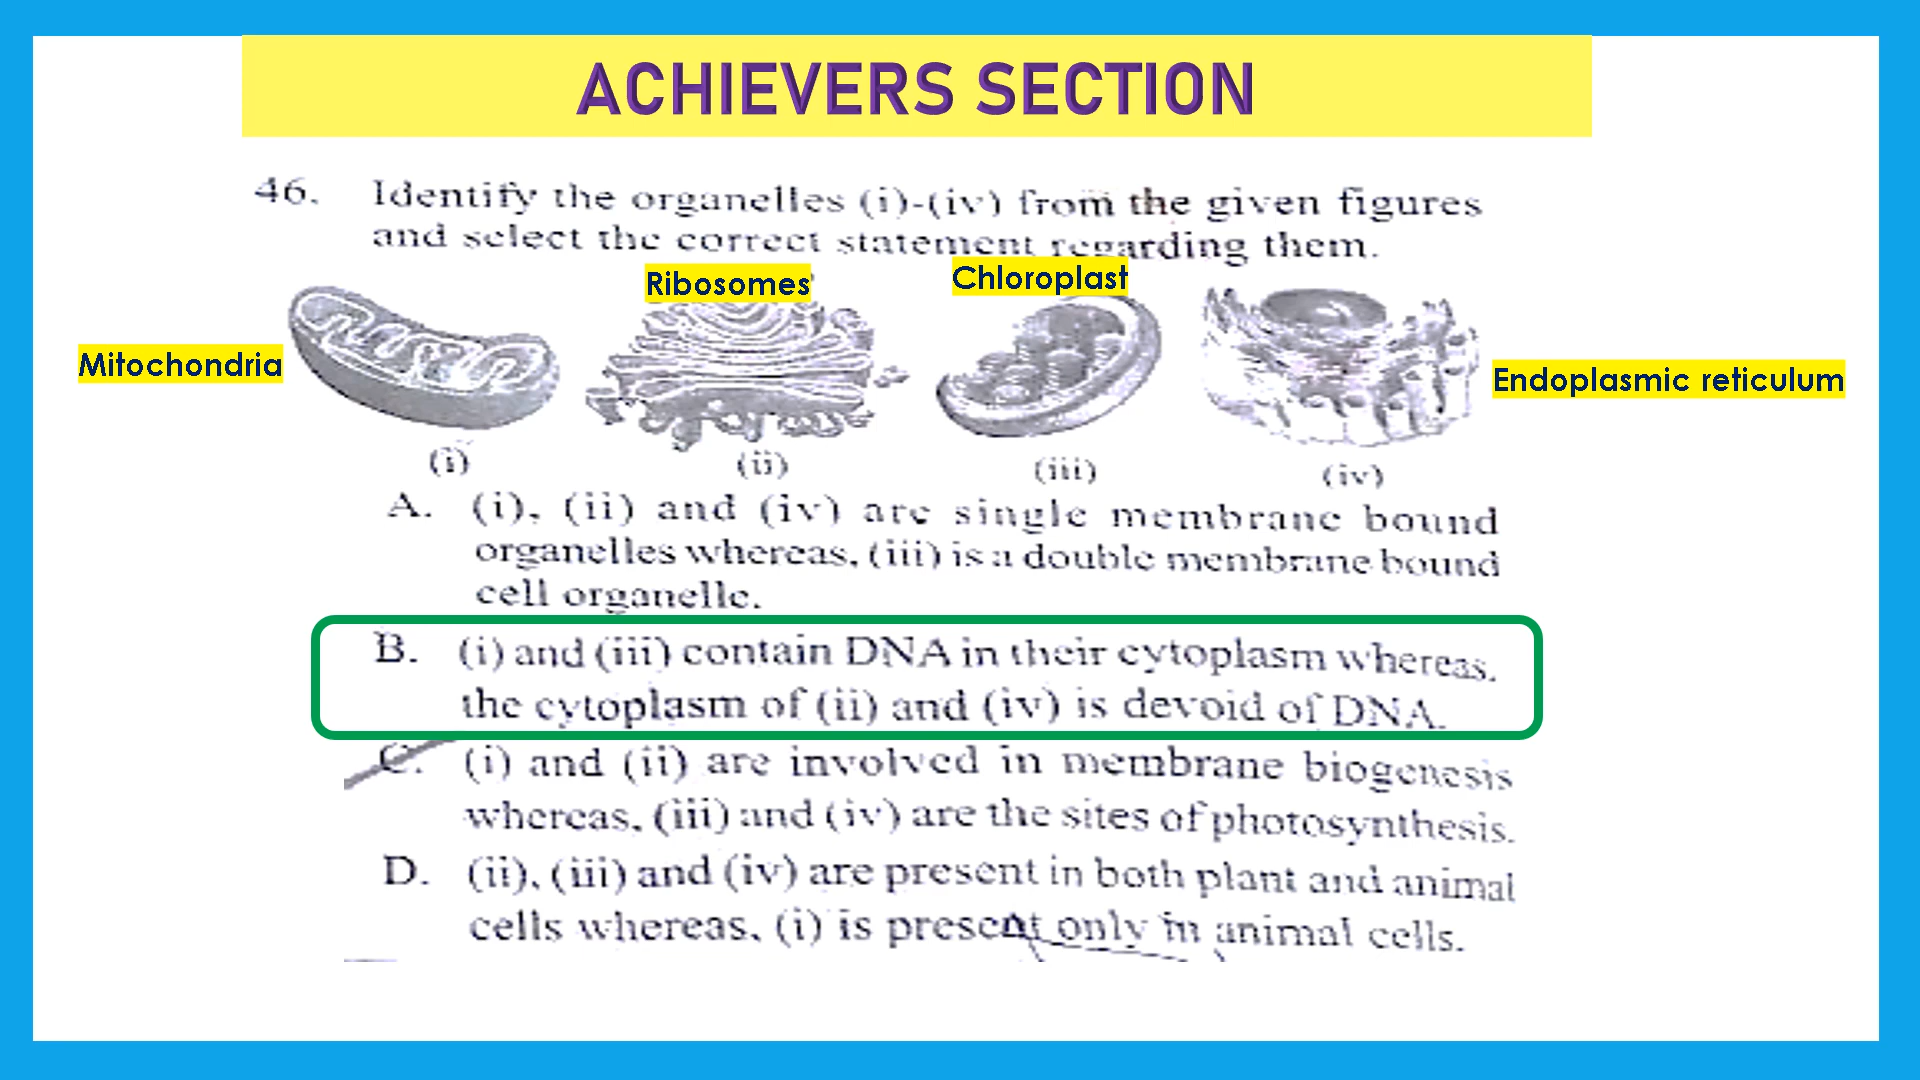 ACHIEVERS SECTION
46. Identify the organelles (i)-(iv) from the given figures
and select the correct statement regarding them.
Ribosomes
Chloroplast
Mitochondria
Endoplasmic reticulum
(i)
(ii)
(iii)
(iv)
A. (i), (ii) and (iv) are single membrane bound
organelles whereas, (iii) is a double membrane bound
cell organelle.
B. (i) and (iii) contain DNA in their cytoplasm whereas,
the cytoplasm of (ii) and (iv) is devoid of DNA.
C. (i) and (ii) are involved in membrane biogenesis
whereas, (iii) and (iv) are the sites of photosynthesis.
D. (ii), (iii) and (iv) are present in both plant and animal
cells whereas, (i) is present only in animal cells.